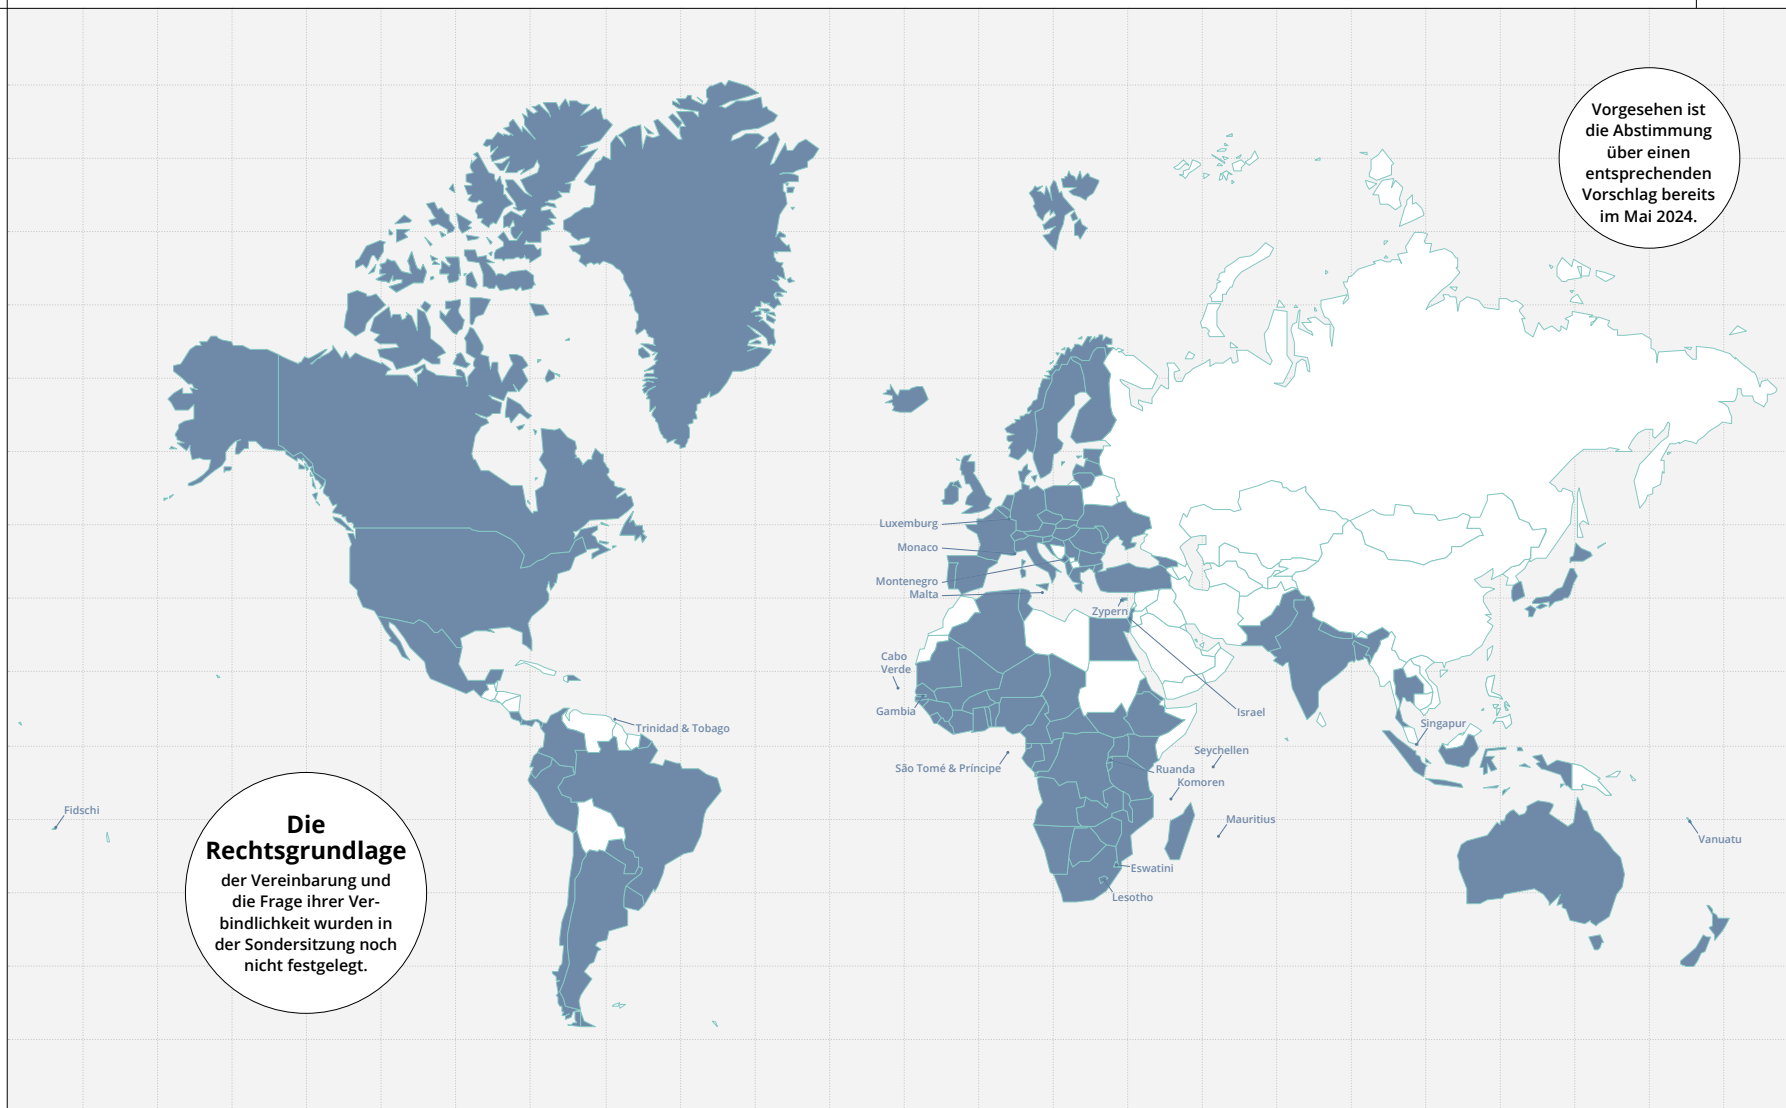 Vorgesehen ist
die Abstimmung
über einen
entsprechenden
Vorschlag bereits
im Mai 2024.
Luxemburg
Monaco
Montenegro
Malta
Zypern
Cabo
Verde
Gambia
Israel
Trinidad & Tobago
Singapur
São Tomé & Príncipe
Seychellen
Ruanda
Komoren
Mauritius
Fidschi
Vanuatu
Eswatini
Lesotho
Die
Rechtsgrundlage
der Vereinbarung und
die Frage ihrer Ver-
bindlichkeit wurden in
der Sondersitzung noch
nicht festgelegt.